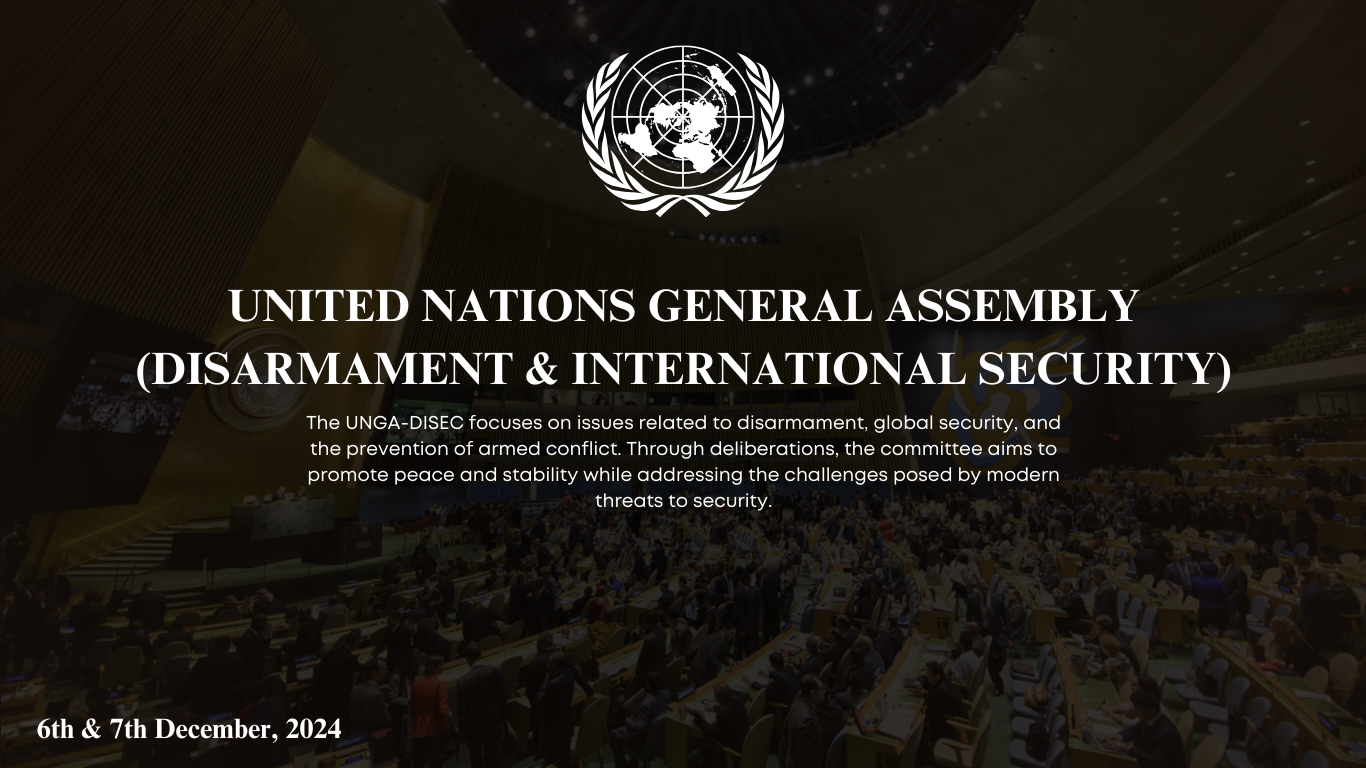 UNITED NATIONS GENERAL ASSEMBLY
(DISARMAMENT & INTERNATIONAL SECURITY)
The UNGA-DISEC focuses on issues related to disarmament, global security, and
the prevention of armed conflict. Through deliberations, the committee aims to
promote peace and stability while addressing the challenges posed by modern
threats to security.
6th & 7th December, 2024